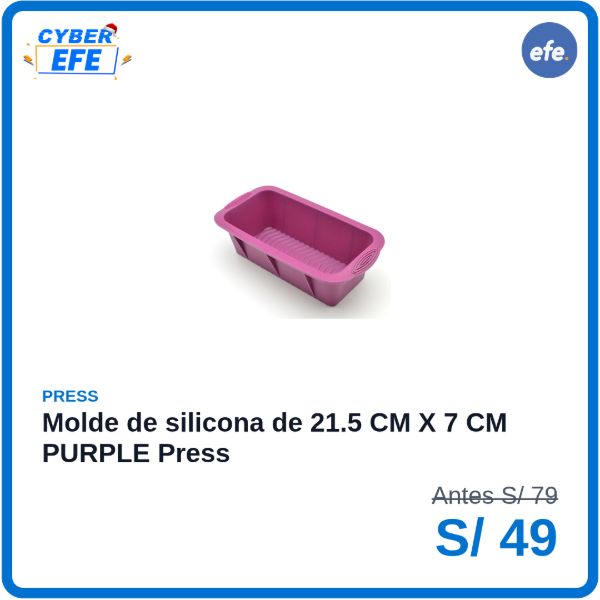 CYBER
EFE
efe.
PRESS
Molde de silicona de 21.5 CM X 7 CM
PURPLE Press
Antes S/ 79
S/ 49